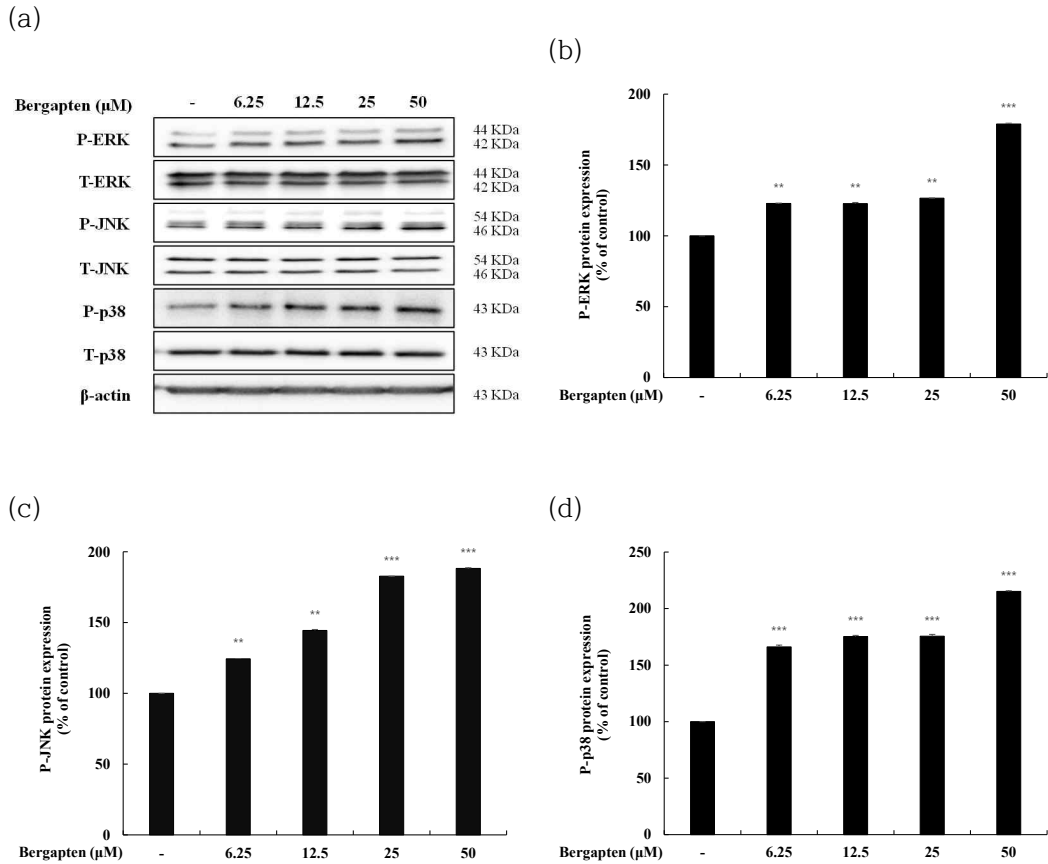 (a)
Bergapten (μM) - 6.25 12.5 25 50
P-ERK 44 KDa
42 KDa
T-ERK 44 KDa
42 KDa
P-JNK 54 KDa
46 KDa
T-JNK 54 KDa
46 KDa
P-p38 43 KDa
T-p38 43 KDa
β-actin 43 KDa
(b)
P-ERK protein expression
(% of control)
200
150
100
50
0
** ** ** ***
Bergapten (μM) - 6.25 12.5 25 50
(c)
P-JNK protein expression
(% of control)
200
150
100
50
0
** ** *** ***
Bergapten (μM) - 6.25 12.5 25 50
(d)
P-p38 protein expression
(% of control)
250
200
150
100
50
0
*** *** *** ***
Bergapten (μM) - 6.25 12.5 25 50